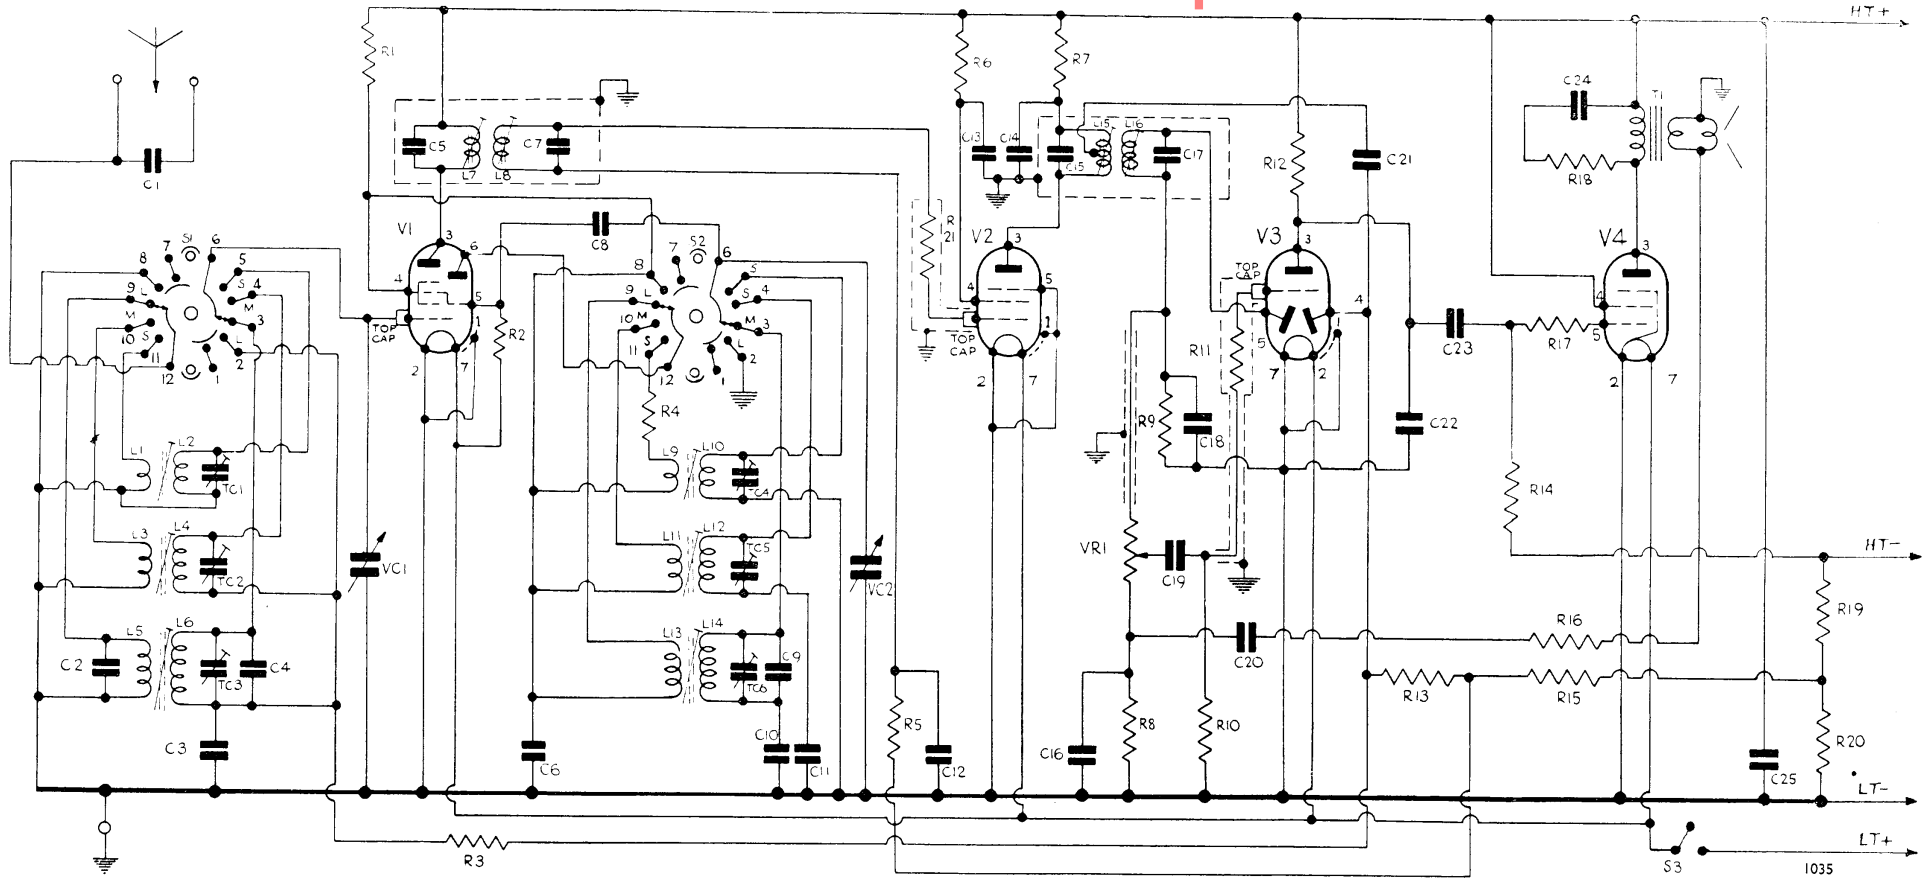 HT+
R1
R6
R7
C24
T1
C1
C5
L7
L8
C7
C13
C14
C15
L15
L16
C17
R12
C21
R18
V1
C8
R
21
V2
V3
V4
S1
S2
8
7
6
5
S
4
M
3
L
2
1
12
11
S
10
M
9
L
3
6
4
5
1
TOP
CAP
2
7
R2
8
7
6
5
S
4
S
M
3
L
2
1
12
11
S
10
M
9
L
R4
3
5
4
1
TOP
CAP
2
7
TOP
CAP
3
4
5
7
2
R11
3
4
5
2
7
C23
R17
R9
C18
C22
R14
L1
L2
TC1
L3
L4
TC2
L5
L6
C2
TC3
C4
C3
VC1
L9
L10
TC4
L11
L12
TC5
L13
L14
TC6
C9
VC2
C10
C11
C6
R5
C12
VR1
C19
C20
R16
R13
R15
C16
R8
R10
HT-
R19
R20
C25
LT-
LT+
R3
S3
1035